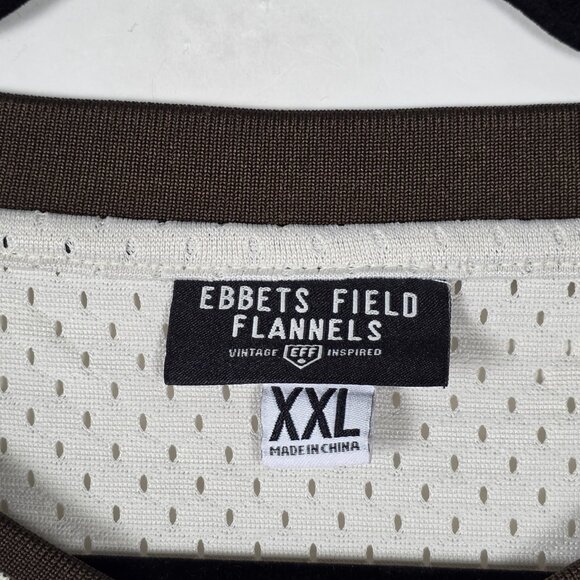 EBBETS FIELD
FLANNELS
VINTAGE EFF INSPIRED
XXL
MADE IN CHINA